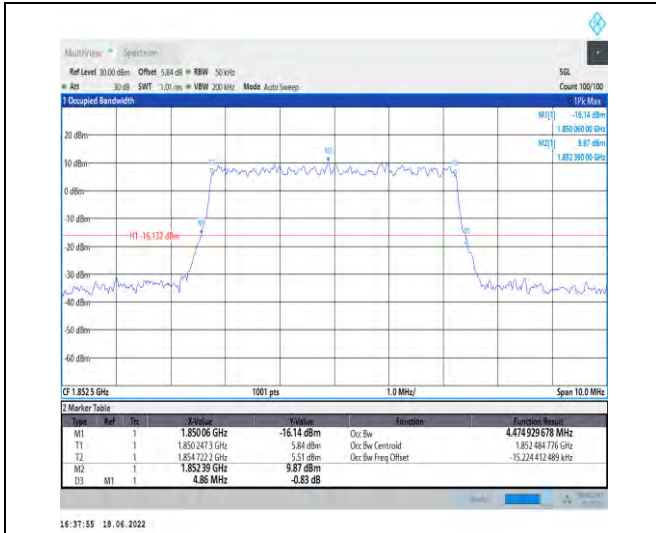 MultiView Spectrum
Ref Level 30.00 dBm Offset 5.84 dB RBW 50 kHz SGL
Att 30 dB SWT 1.01 ms VBW 200 kHz Mode Auto Sweep Count 100/100
1 Occupied Bandwidth 1Pk Max
M1[1] -16.14 dBm
1.850 060 00 GHz
M2[1] 9.87 dBm
1.852 390 00 GHz
20 dBm
10 dBm
0 dBm
-10 dBm
H1 -16.132 dBm
-20 dBm
-30 dBm
-40 dBm
-50 dBm
-60 dBm
M1
T1
M2
T2
D3
CF 1.852 5 GHz 1001 pts 1.0 MHz/ Span 10.0 MHz
2 Marker Table
Type Ref Trc X-Value Y-Value Function Function Result
M1 1 1.85006 GHz -16.14 dBm Occ Bw 4.474 929 678 MHz
T1 1 1.850 247 3 GHz 5.84 dBm Occ Bw Centroid 1.852 484 776 GHz
T2 1 1.854 722 2 GHz 5.51 dBm Occ Bw Freq Offset -15.224 412 489 kHz
M2 1 1.85239 GHz 9.87 dBm
D3 M1 1 4.86 MHz -0.83 dB
16:37:55 18.06.2022